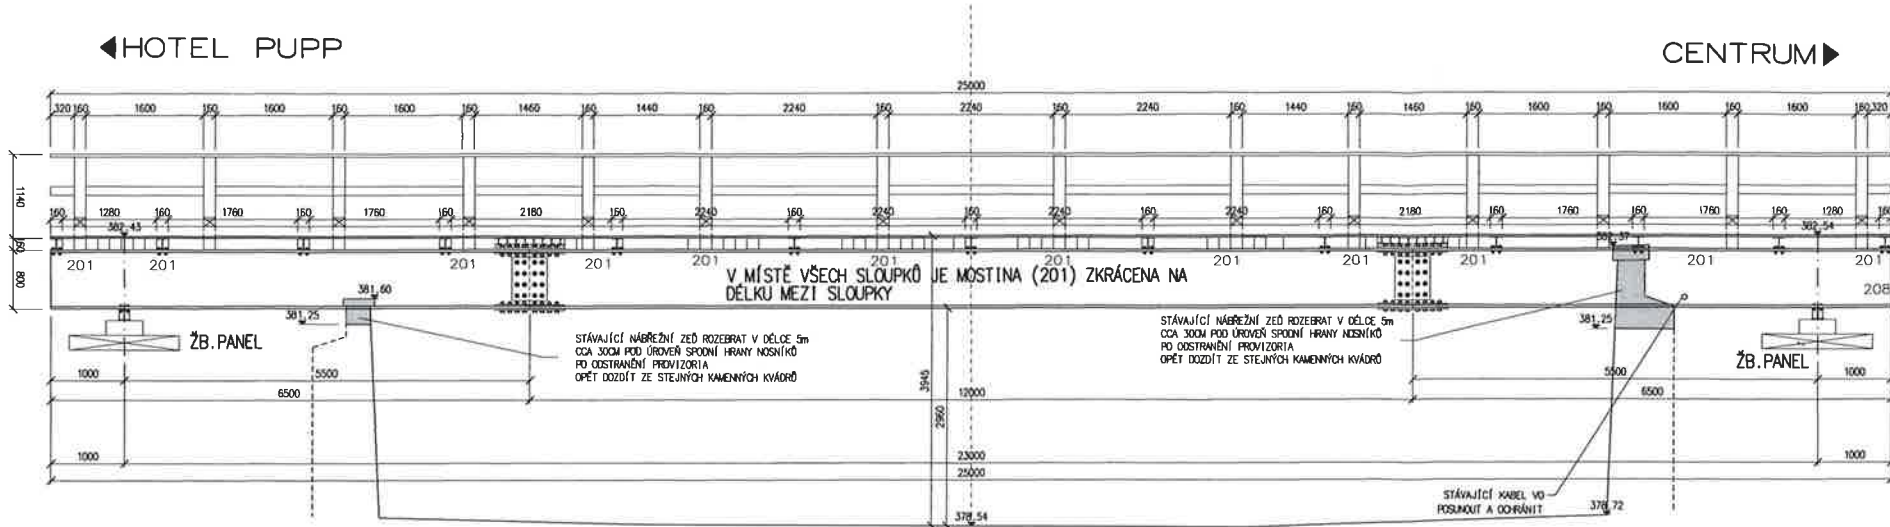 HOTEL PUPP
CENTRUM
25000
320 160 1600 160 1600 160 1600 160 1460 160 1440 160 2240 160 2240 160 2240 160 1440 160 1460 160 1600 160 1600 160 1600 160 320
1140
160 1280 160 1760 160 1760 160 2180 160 2240 160 2240 160 2240 160 2240 160 2180 160 1760 160 1760 160 1280 160
382,43
382,37
382,54
160
800
201 201 201 201 201 201 201 201 201 201 201 201
V MÍSTĚ VŠECH SLOUPKŮ JE MOSTINA (201) ZKRÁCENA NA
DÉLKU MEZI SLOUPKY
208
381,60
381,25
381,25
ŽB.PANEL
STÁVAJÍCÍ NÁBŘEŽNÍ ZEĎ ROZEBRAT V DÉLCE 5m
CCA 30CM POD ÚROVEŇ SPODNÍ HRANY NOSNÍKŮ
PO ODSTRANĚNÍ PROVIZORIA
OPĚT DOZDÍT ZE STEJNÝCH KAMENNÝCH KVÁDRŮ
STÁVAJÍCÍ NÁBŘEŽNÍ ZEĎ ROZEBRAT V DÉLCE 5m
CCA 30CM POD ÚROVEŇ SPODNÍ HRANY NOSNÍKŮ
PO ODSTRANĚNÍ PROVIZORIA
OPĚT DOZDÍT ZE STEJNÝCH KAMENNÝCH KVÁDRŮ
ŽB.PANEL
1000 5500 3945 5500 1000
6500 12000 6500
2960
1000 23000 1000
25000
STÁVAJÍCÍ KABEL VO
POSUNOUT A OCHRÁNIT
378,54
378,72